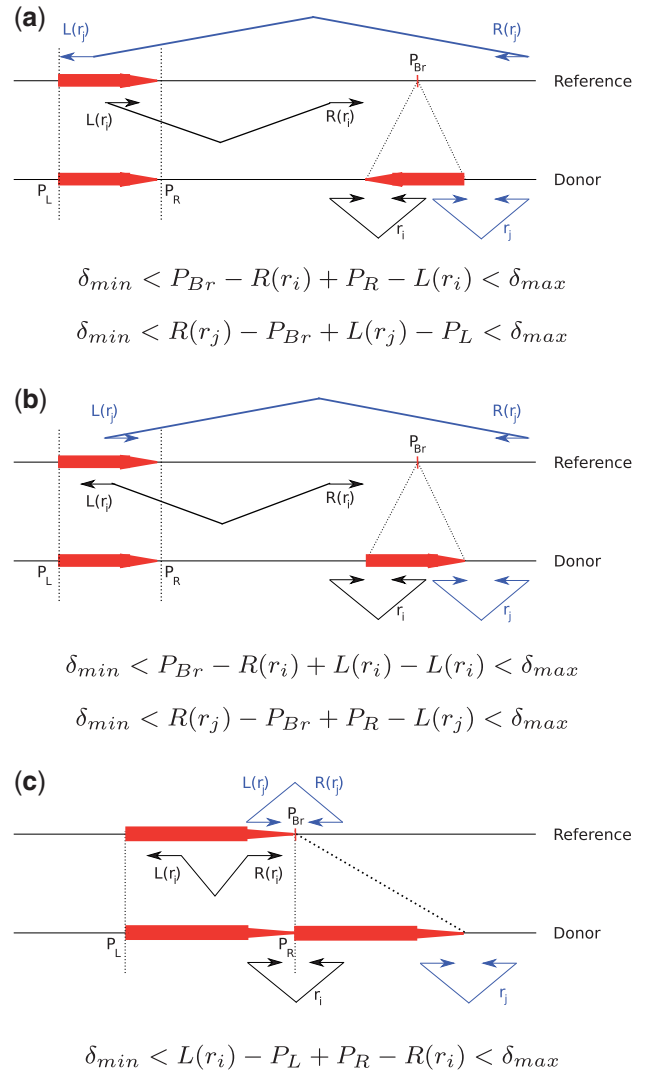 (a)
L(rj) R(rj)
PBr
Reference
L(ri) R(ri)
Donor
PL PR
ri rj
δmin < PBr − R(ri) + PR − L(ri) < δmax
δmin < R(rj) − PBr + L(rj) − PL < δmax
(b)
L(rj) R(rj)
PBr
Reference
L(ri) R(ri)
Donor
PL PR
ri rj
δmin < PBr − R(ri) + L(ri) − L(ri) < δmax
δmin < R(rj) − PBr + PR − L(rj) < δmax
(c)
L(rj) R(rj)
PBr
Reference
L(ri) R(ri)
Donor
PL PR
ri rj
δmin < L(ri) − PL + PR − R(ri) < δmax